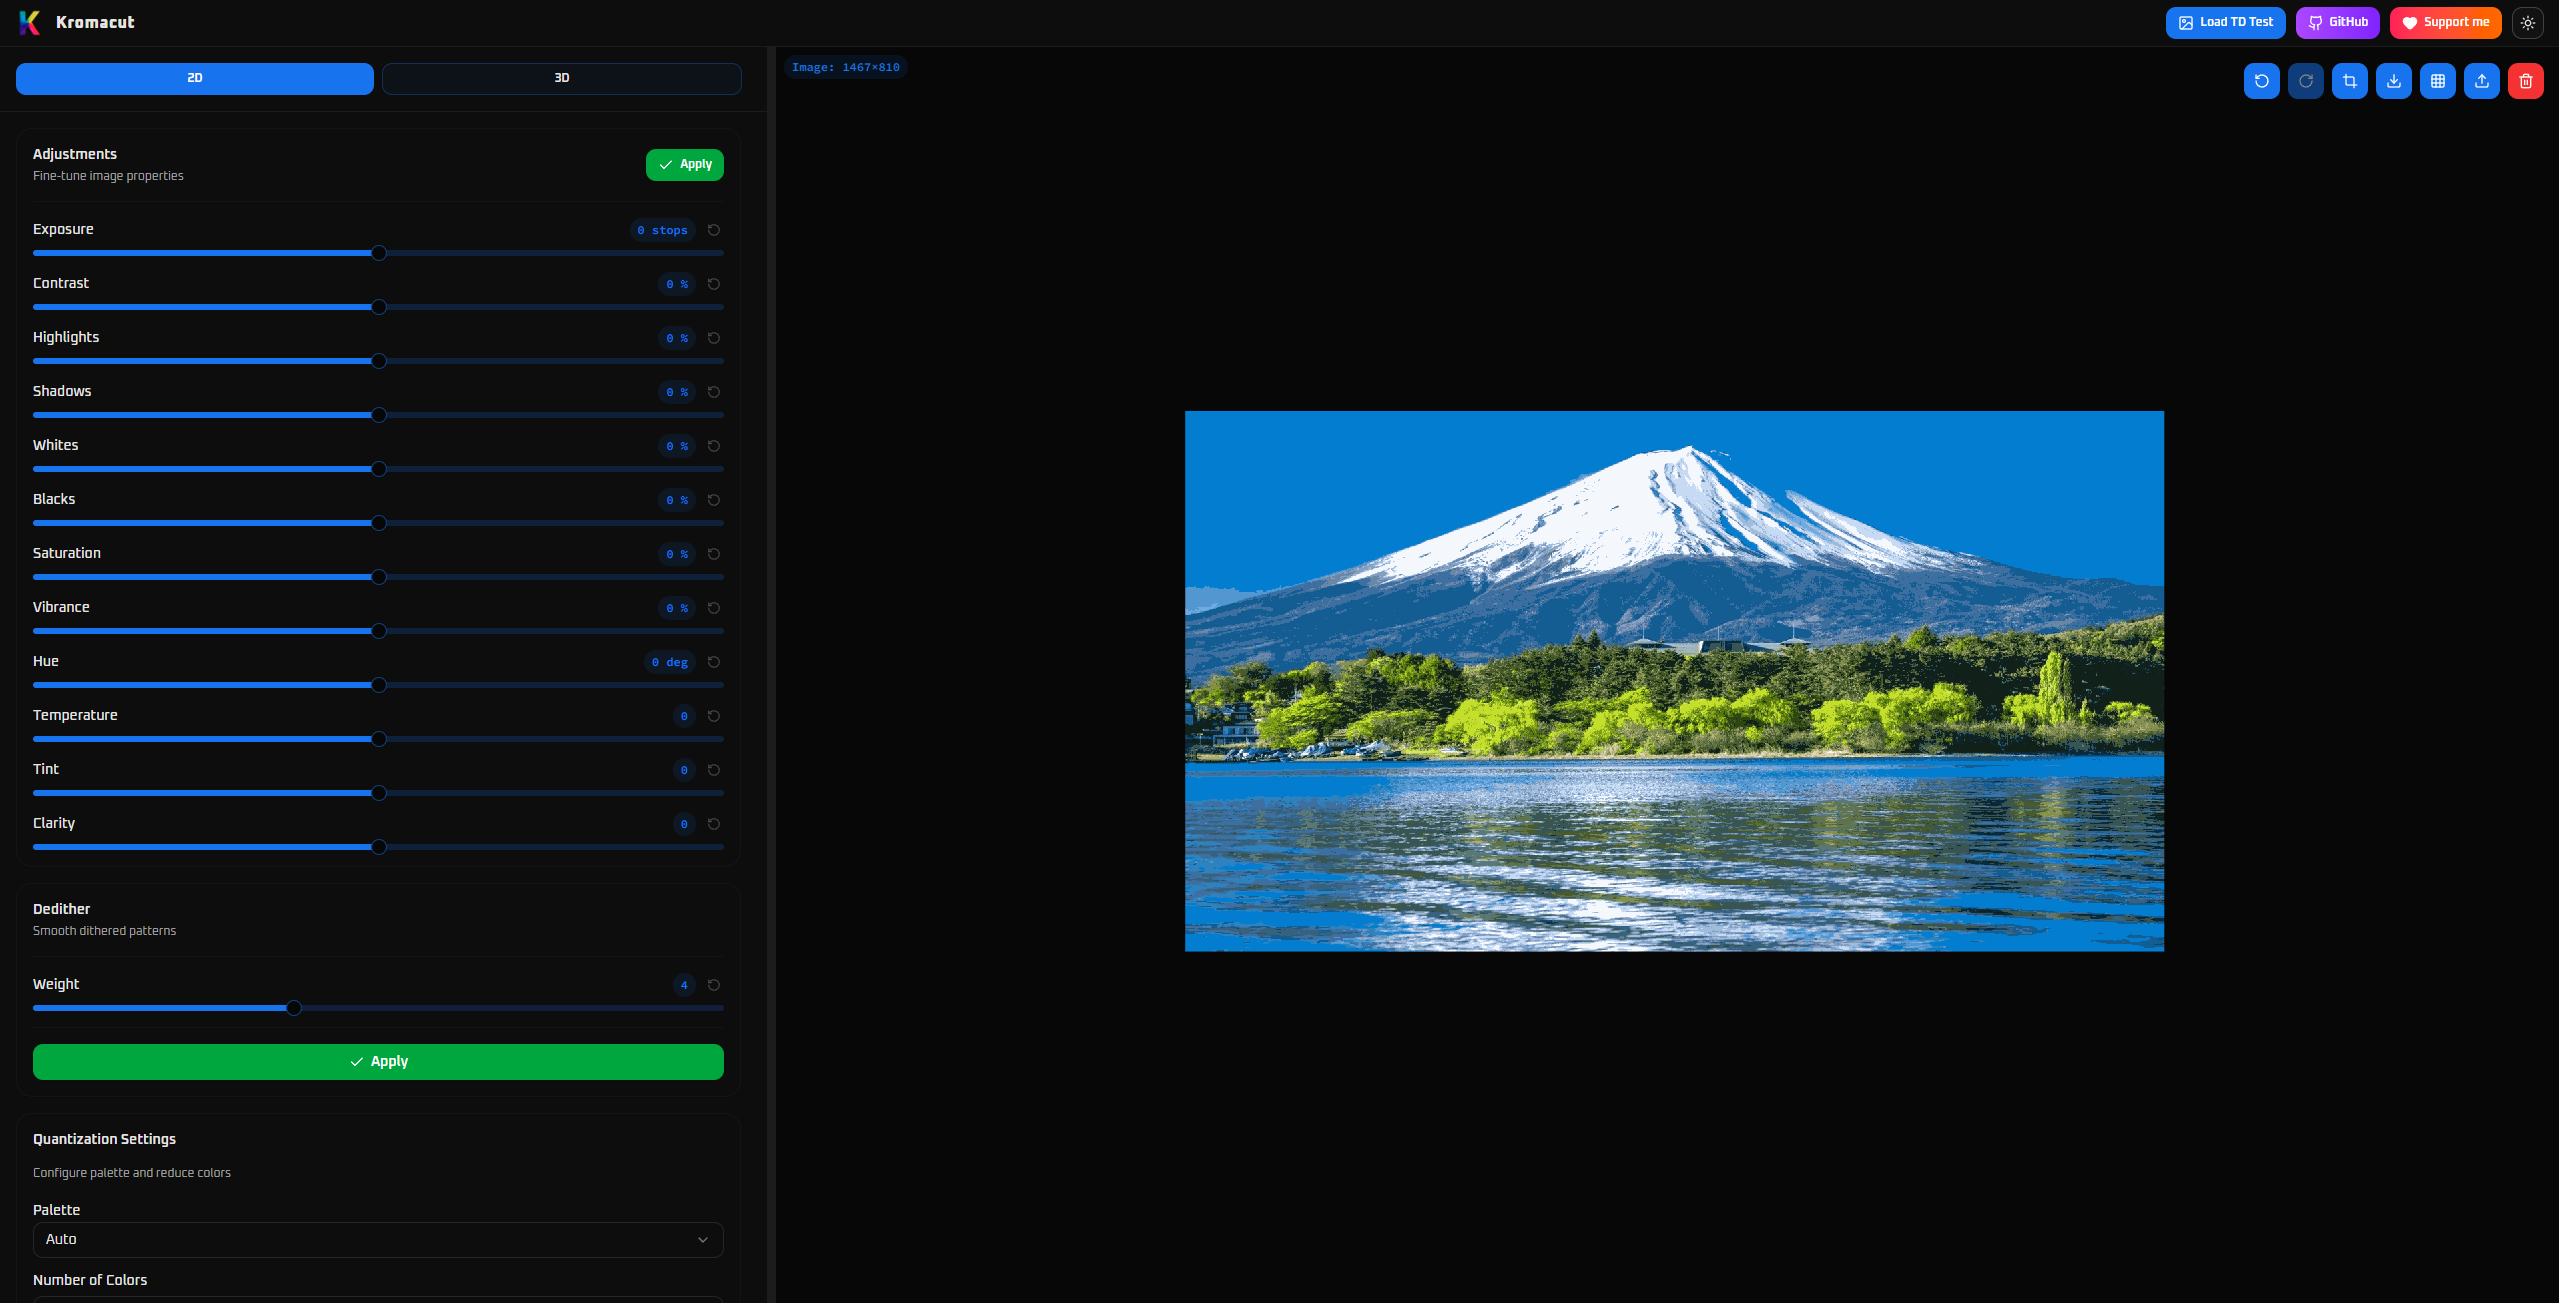 Kromacut
Load TD Test
GitHub
Support me
2D
3D
Image: 1467×810
Adjustments
Fine-tune image properties
Apply
Exposure
0 stops
Contrast
0 %
Highlights
0 %
Shadows
0 %
Whites
0 %
Blacks
0 %
Saturation
0 %
Vibrance
0 %
Hue
0 deg
Temperature
0
Tint
0
Clarity
0
Dedither
Smooth dithered patterns
Weight
4
Apply
Quantization Settings
Configure palette and reduce colors
Palette
Auto
Number of Colors